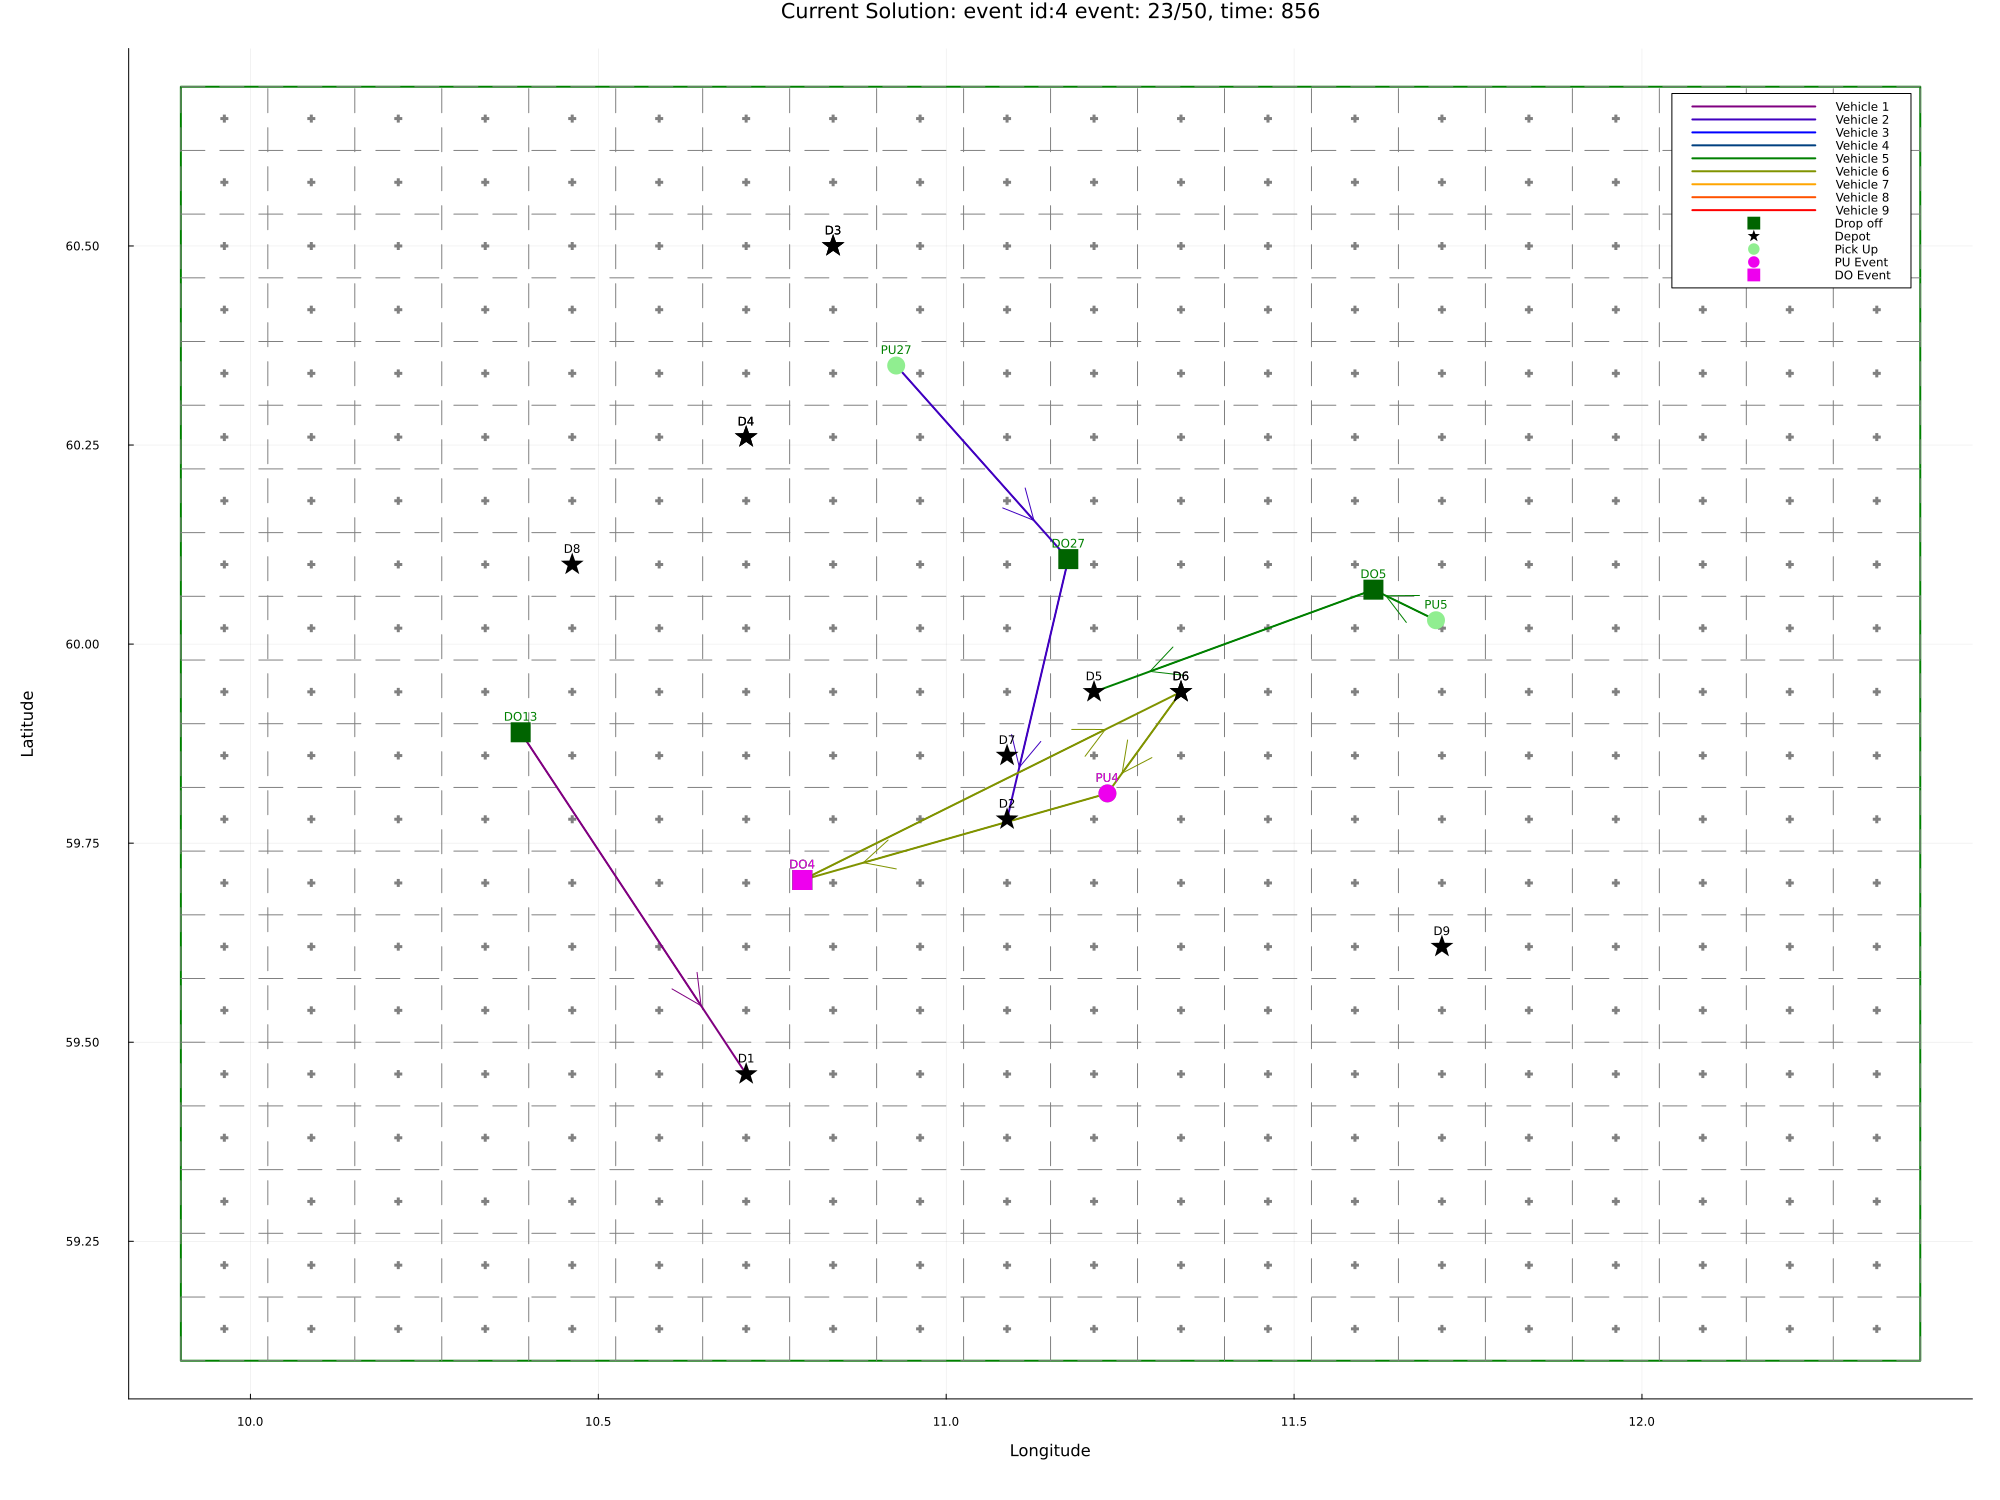 Current Solution: event id:4 event: 23/50, time: 856
Vehicle 1
Vehicle 2
Vehicle 3
Vehicle 4
Vehicle 5
Vehicle 6
Vehicle 7
Vehicle 8
Vehicle 9
Drop off
Depot
Pick Up
PU Event
DO Event
D3
60.50
PU27
D4
60.25
DO27
D8
DO5
PU5
60.00
D5
D6
DO13
D7
PU4
D2
59.75
DO4
D9
59.50
D1
59.25
Latitude
10.0
10.5
11.0
11.5
12.0
Longitude